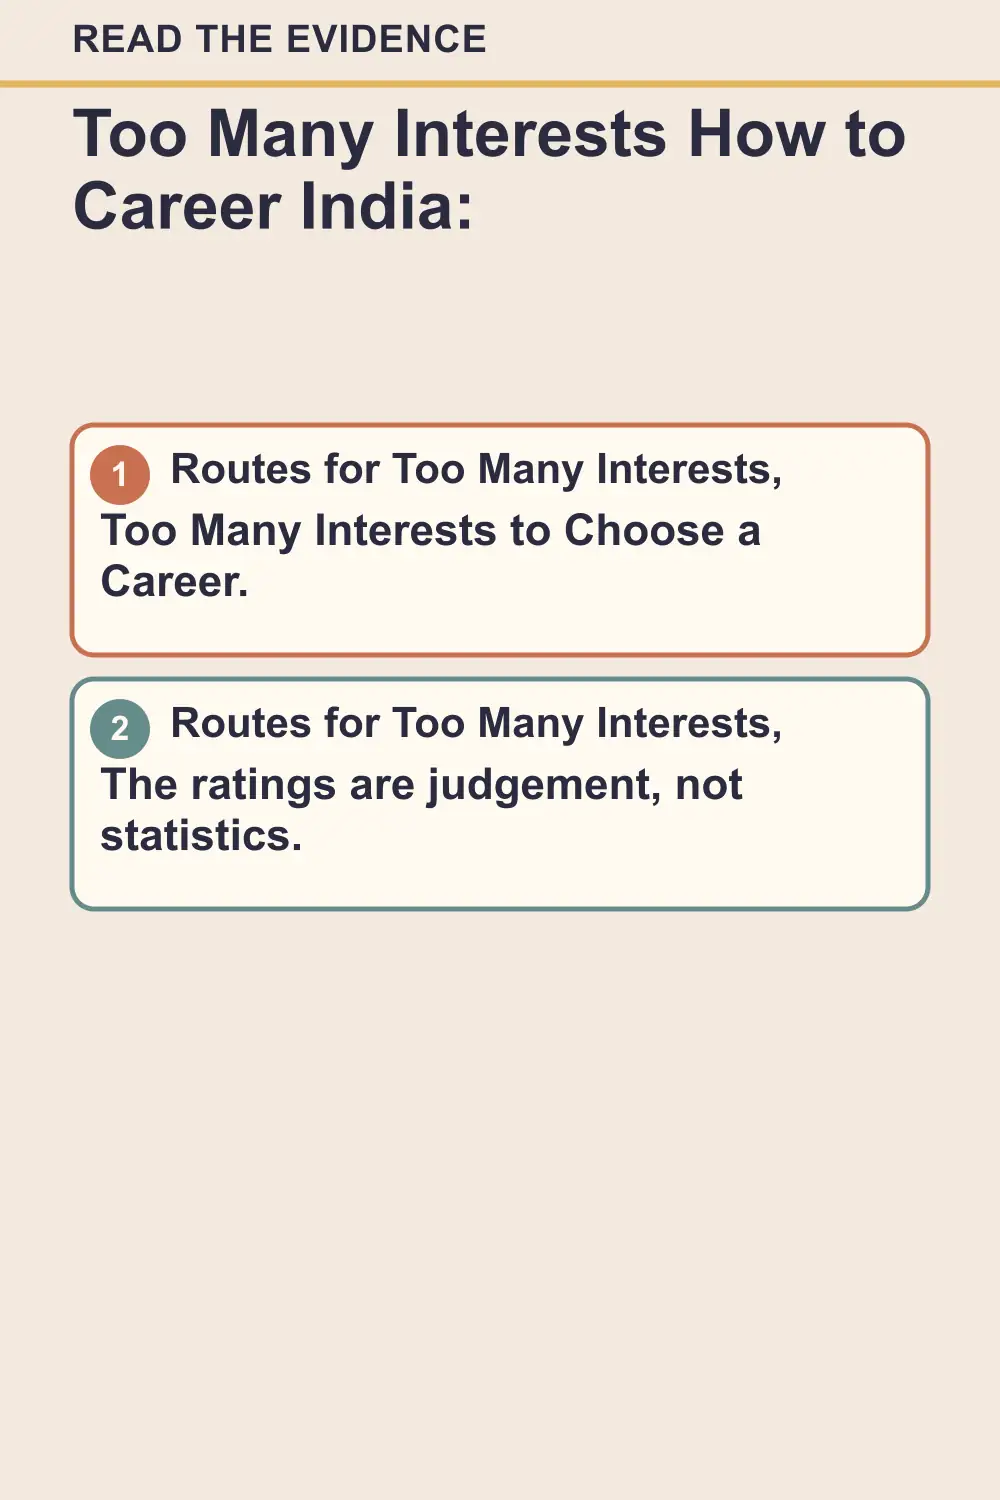 READ THE EVIDENCE
Too Many Interests How to
Career India:
1 Routes for Too Many Interests,
Too Many Interests to Choose a
Career.
2 Routes for Too Many Interests,
The ratings are judgement, not
statistics.